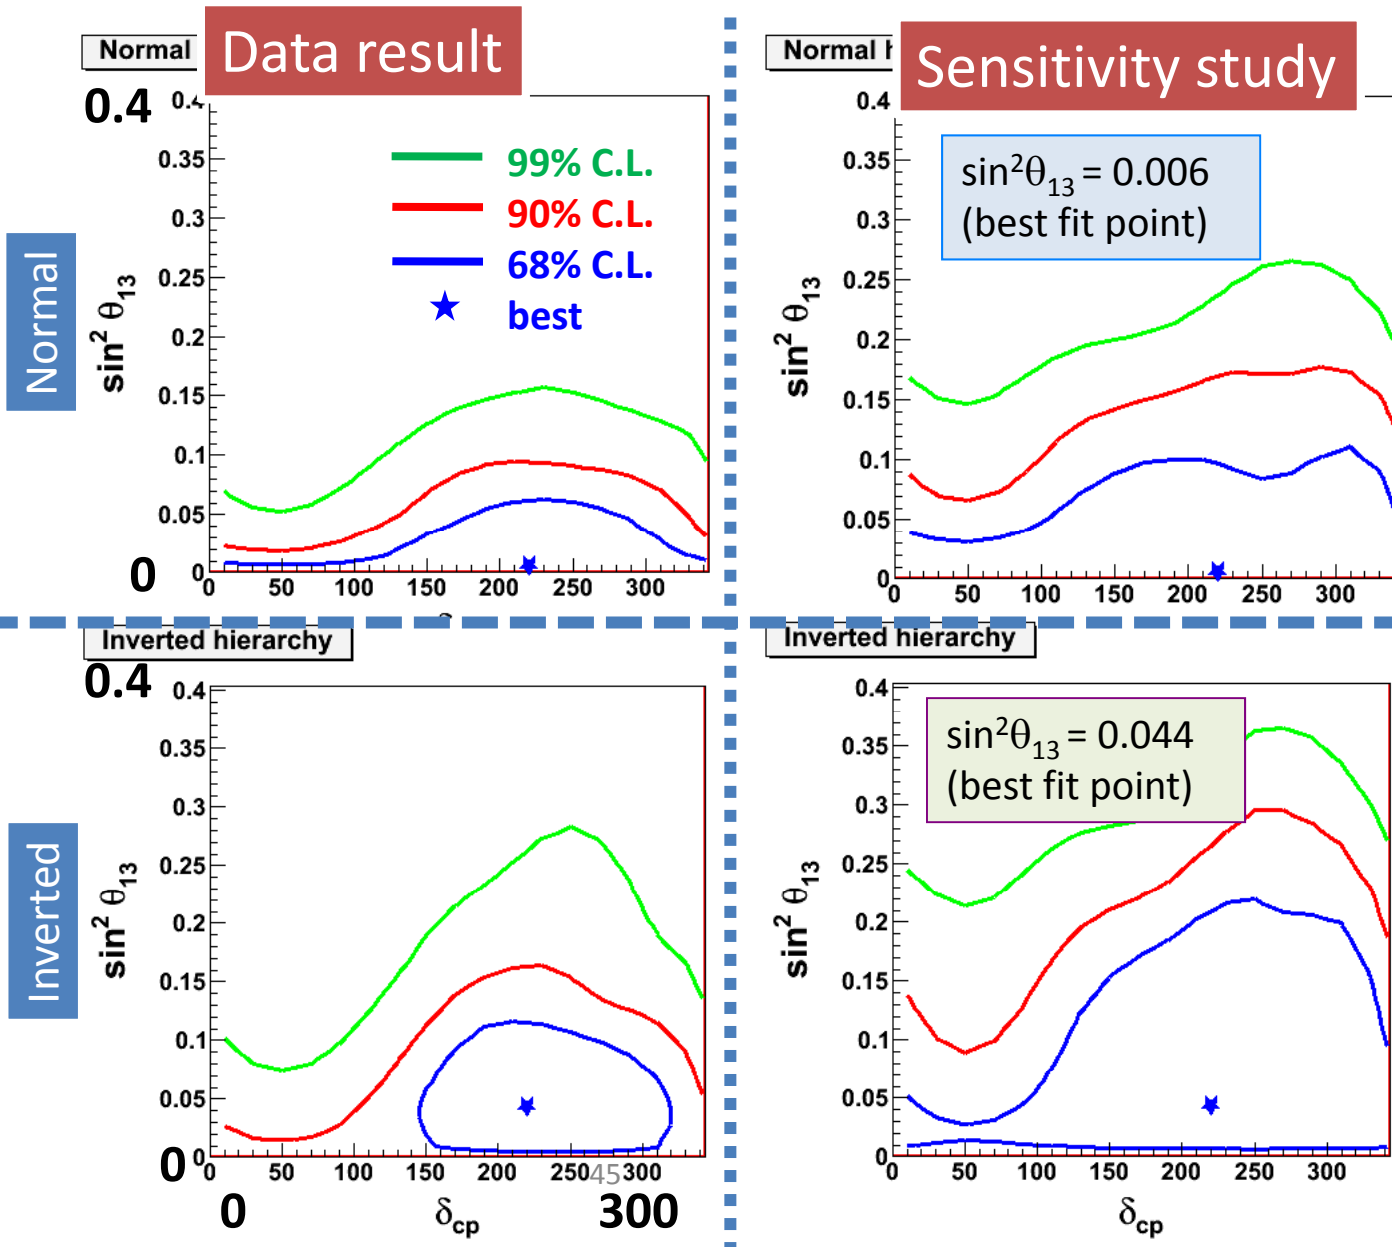 Normal
Data result
0.4
0.4
0.35
0.3
0.25
0.2
0.15
0.1
0.05
0
0
99% C.L.
90% C.L.
68% C.L.
best
Normal
sin² θ₁₃
0 50 100 150 200 250 300
Normal h
Sensitivity study
0.4
0.35
0.3
0.25
0.2
0.15
0.1
0.05
0
sin²θ₁₃ = 0.006
(best fit point)
sin² θ₁₃
0 50 100 150 200 250 300
Inverted hierarchy
0.4
0.4
0.35
0.3
0.25
0.2
0.15
0.1
0.05
0
0
Inverted
sin² θ₁₃
0 50 100 150 200 250 300
45
0
δcp
300
Inverted hierarchy
0.4
0.35
0.3
0.25
0.2
0.15
0.1
0.05
0
sin²θ₁₃ = 0.044
(best fit point)
sin² θ₁₃
0 50 100 150 200 250 300
δcp